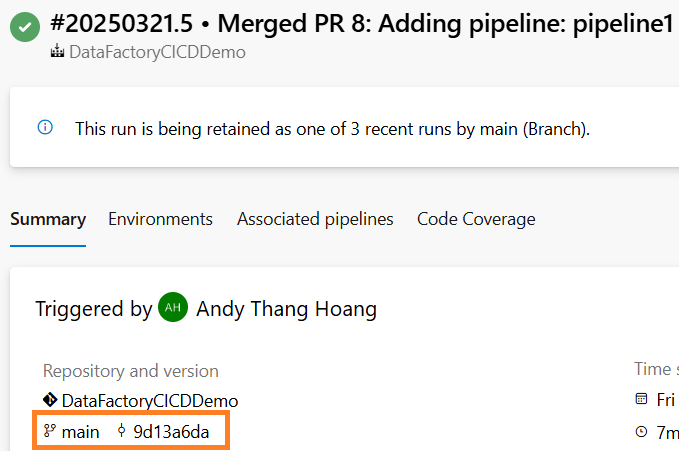 #20250321.5 • Merged PR 8: Adding pipeline: pipeline1
DataFactoryCICDDemo
This run is being retained as one of 3 recent runs by main (Branch).
Summary Environments Associated pipelines Code Coverage
Triggered by AH Andy Thang Hoang
Repository and version Time
DataFactoryCICDDemo Fri
main 9d13a6da 7m